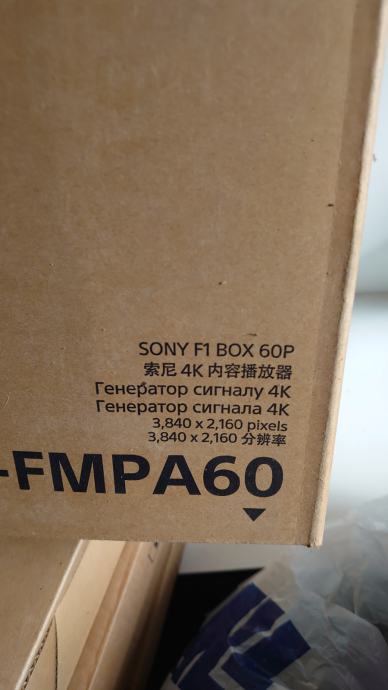 SONY F1 BOX 60P
索尼 4K 内容播放器
Генератор сигналу 4K
Генератор сигнала 4K
3,840 x 2,160 pixels
3,840 x 2,160 分辨率
-FMPA60